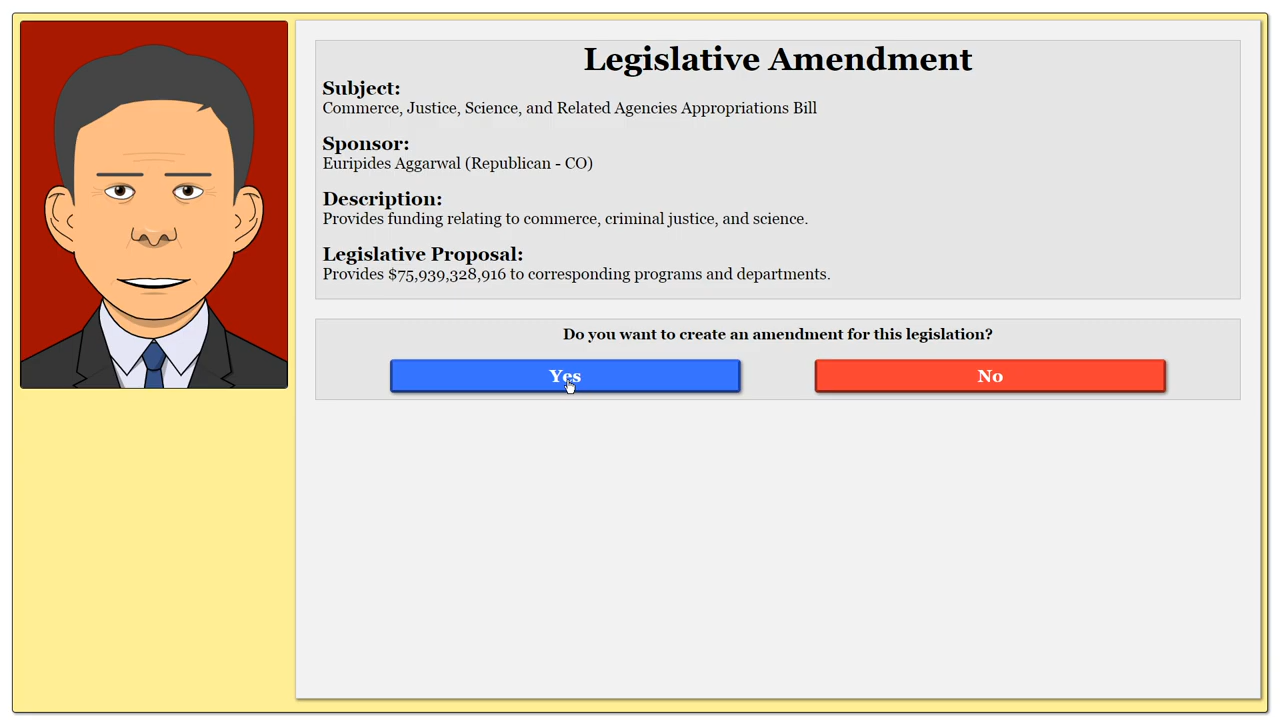 Legislative Amendment
Subject:
Commerce, Justice, Science, and Related Agencies Appropriations Bill
Sponsor:
Euripides Aggarwal (Republican - CO)
Description:
Provides funding relating to commerce, criminal justice, and science.
Legislative Proposal:
Provides $75,939,328,916 to corresponding programs and departments.
Do you want to create an amendment for this legislation?
Yes
No